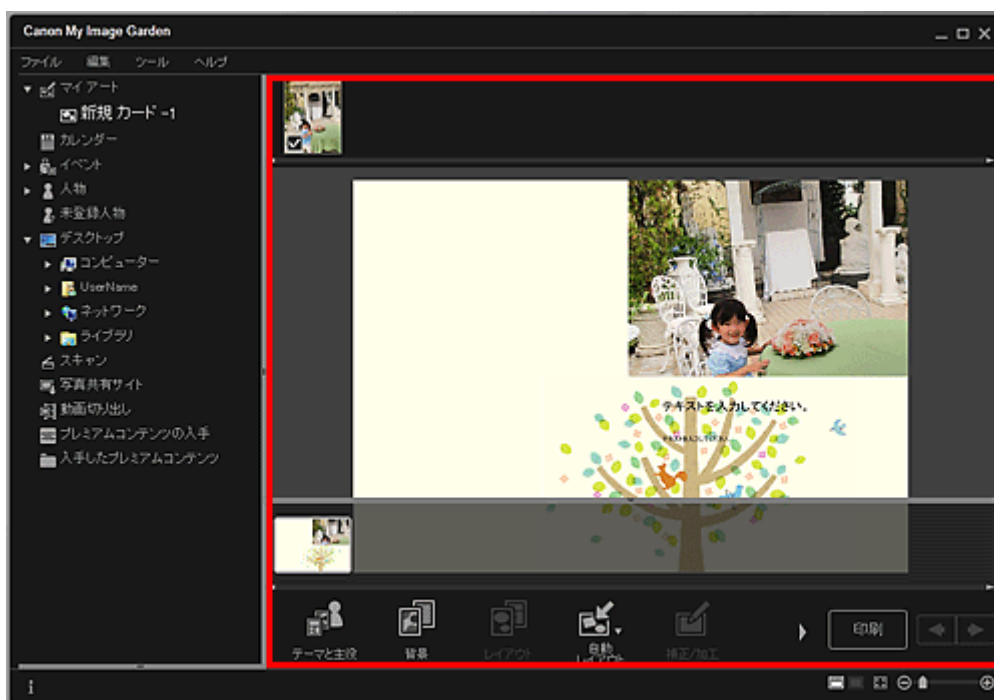 Canon My Image Garden
ファイル 編集 ツール ヘルプ
マイアート
新規 カード -1
カレンダー
イベント
人物
未登録人物
デスクトップ
コンピューター
UserName
ネットワーク
ライブラリ
スキャン
写真共有サイト
動画切り出し
プレミアムコンテンツの入手
入手したプレミアムコンテンツ
テキストを入力してください。
テーマと主役 背景 レイアウト 自動レイアウト 補正/加工 印刷